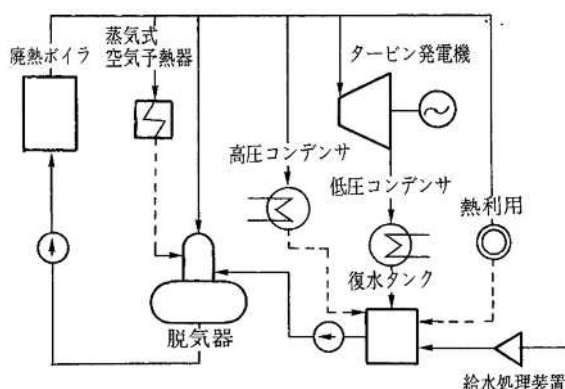 廃熱ボイラ
蒸気式
空気予熱器
タービン発電機
高圧コンデンサ
低圧コンデンサ
熱利用
復水タンク
脱気器
給水処理装置